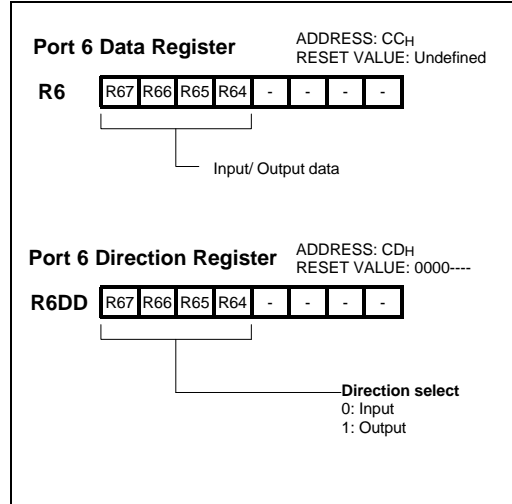 Port 6 Data Register
ADDRESS: CCH
RESET VALUE: Undefined
R6
R67 R66 R65 R64 - - - -
Input/ Output data
Port 6 Direction Register
ADDRESS: CDH
RESET VALUE: 0000----
R6DD
R67 R66 R65 R64 - - - -
Direction select
0: Input
1: Output